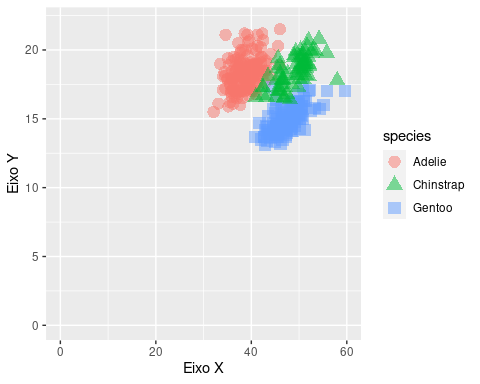 20
15
10
5
0
0 20 40 60
Eixo X
Eixo Y
species
Adelie
Chinstrap
Gentoo